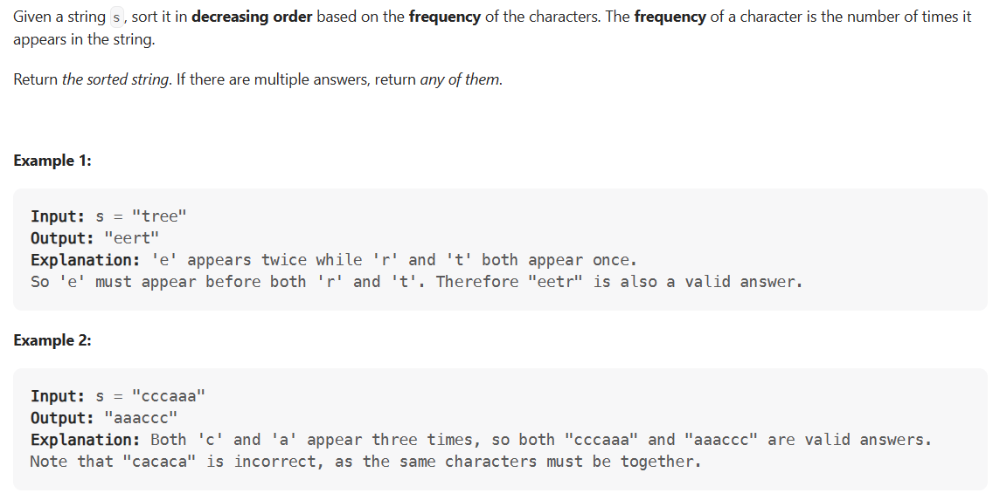 Given a string s, sort it in decreasing order based on the frequency of the characters. The frequency of a character is the number of times it
appears in the string.
Return the sorted string. If there are multiple answers, return any of them.
Example 1:
Input: s = "tree"
Output: "eert"
Explanation: 'e' appears twice while 'r' and 't' both appear once.
So 'e' must appear before both 'r' and 't'. Therefore "eetr" is also a valid answer.
Example 2:
Input: s = "cccaaa"
Output: "aaaccc"
Explanation: Both 'c' and 'a' appear three times, so both "cccaaa" and "aaaccc" are valid answers.
Note that "cacaca" is incorrect, as the same characters must be together.